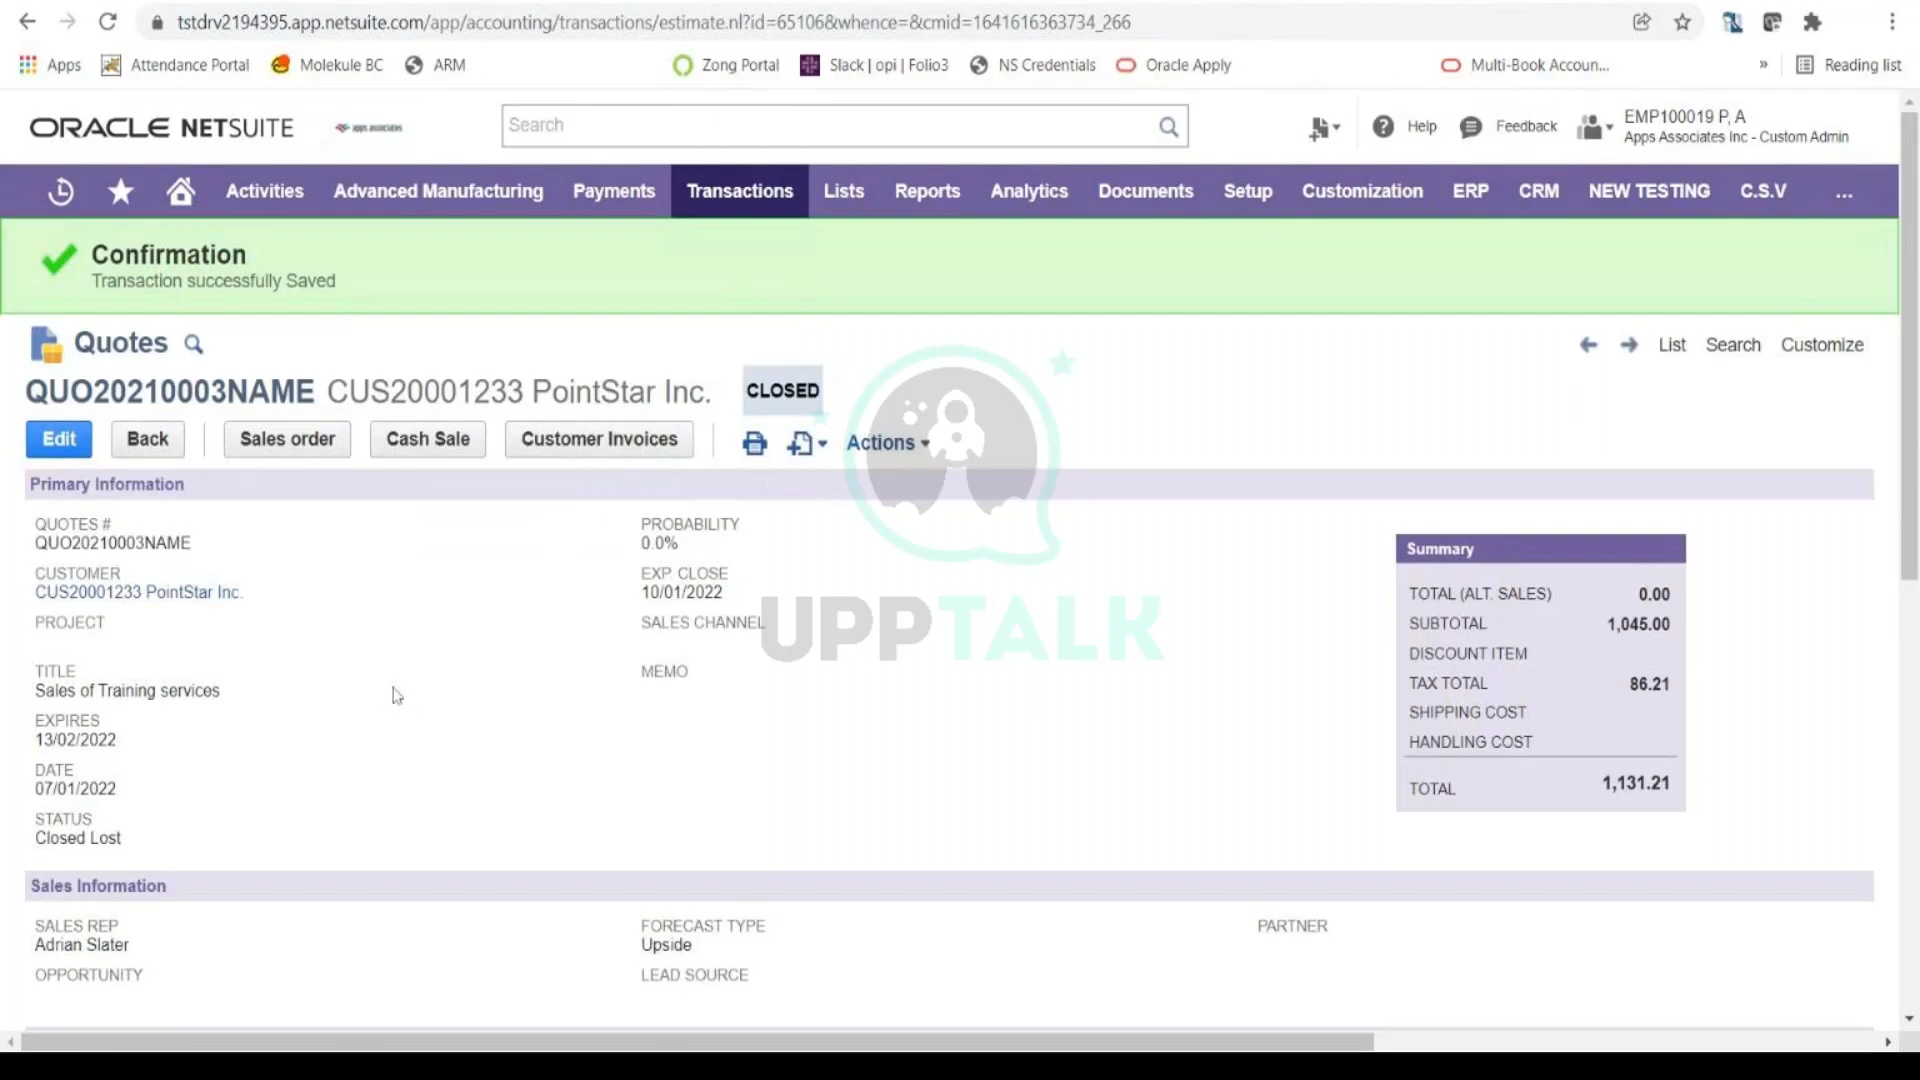 tstdrv2194395.app.netsuite.com/app/accounting/transactions/estimate.nl?id=65106&whence=&cmid=1641616363734_266
Apps Attendance Portal Molekule BC ARM Zong Portal Slack | opi | Folio3 NS Credentials Oracle Apply Multi-Book Accoun... » Reading list
ORACLE NETSUITE apps associates Search Help Feedback EMP100019 P, A
Apps Associates Inc - Custom Admin
Activities Advanced Manufacturing Payments Transactions Lists Reports Analytics Documents Setup Customization ERP CRM NEW TESTING C.S.V ...
Confirmation
Transaction successfully Saved
Quotes List Search Customize
QUO20210003NAME CUS20001233 PointStar Inc. CLOSED
Edit Back Sales order Cash Sale Customer Invoices Actions
Primary Information
QUOTES #
QUO20210003NAME
CUSTOMER
CUS20001233 PointStar Inc.
PROJECT
TITLE
Sales of Training services
EXPIRES
13/02/2022
DATE
07/01/2022
STATUS
Closed Lost
PROBABILITY
0.0%
EXP. CLOSE
10/01/2022
SALES CHANNEL
MEMO
UPPTALK
Summary
TOTAL (ALT. SALES) 0.00
SUBTOTAL 1,045.00
DISCOUNT ITEM
TAX TOTAL 86.21
SHIPPING COST
HANDLING COST
TOTAL 1,131.21
Sales Information
SALES REP
Adrian Slater
OPPORTUNITY
FORECAST TYPE
Upside
LEAD SOURCE
PARTNER